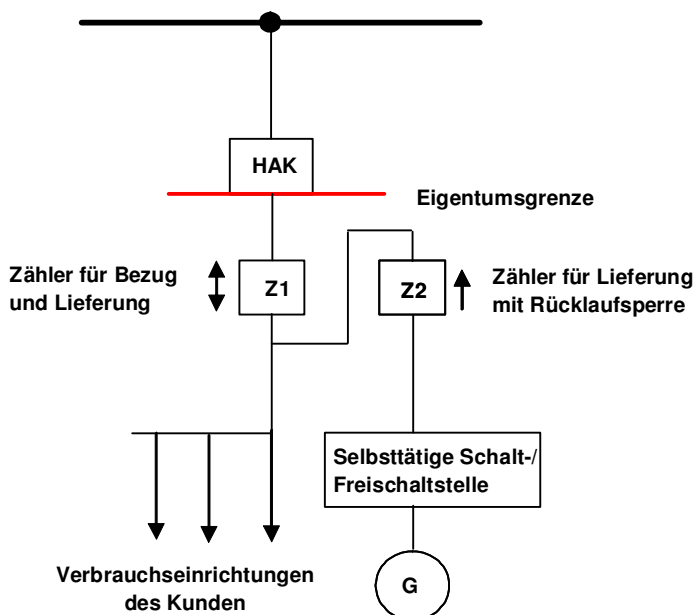 HAK
Eigentumsgrenze
Zähler für Bezug
und Lieferung
Z1
Z2
Zähler für Lieferung
mit Rücklaufsperre
Selbsttätige Schalt-/
Freischaltstelle
Verbrauchseinrichtungen
des Kunden
G